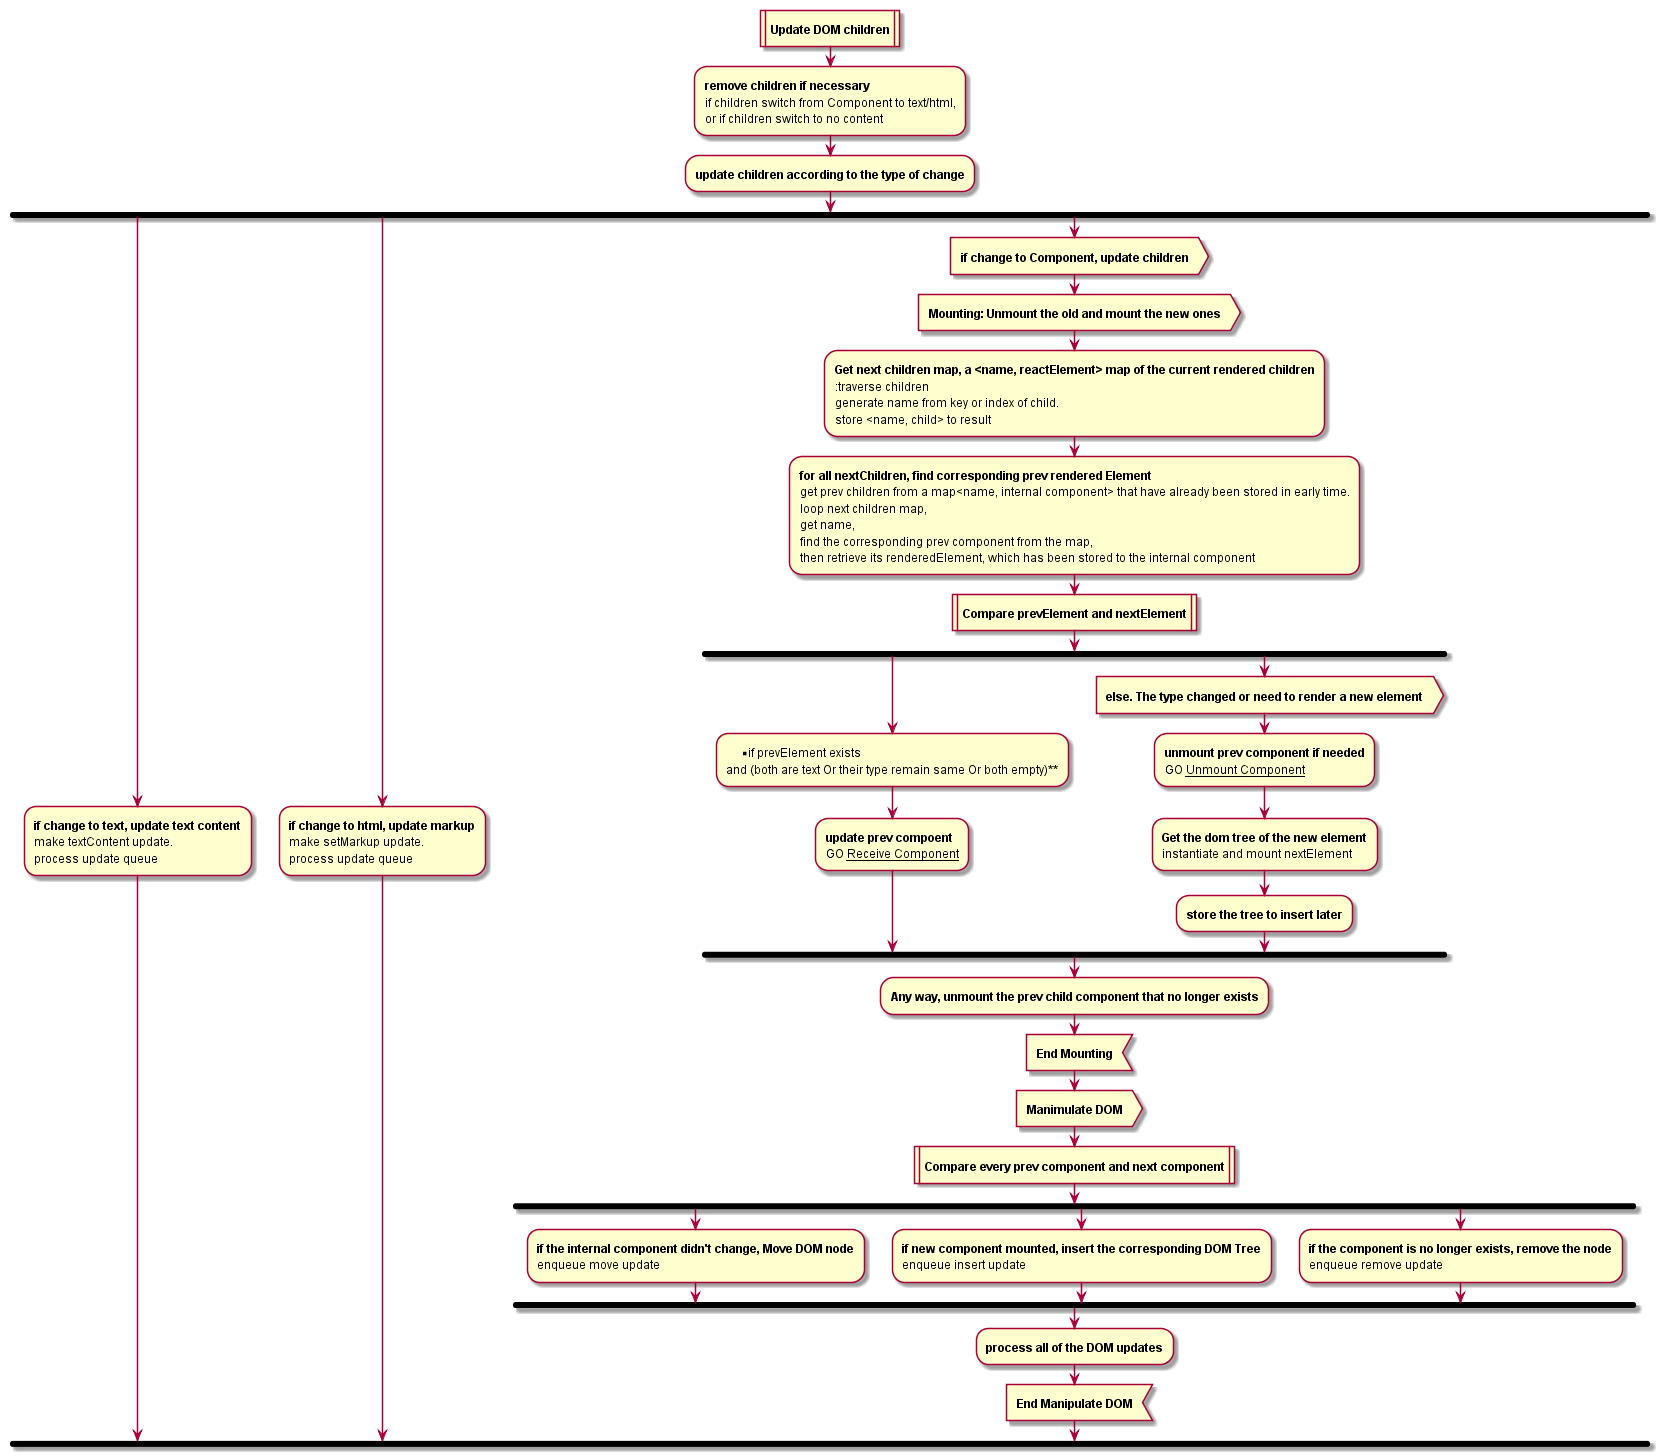 Update DOM children
remove children if necessary
if children switch from Component to text/html,
or if children switch to no content
update children according to the type of change
if change to Component, update children
Mounting: Unmount the old and mount the new ones
Get next children map, a <name, reactElement> map of the current rendered children
:traverse children
generate name from key or index of child.
store <name, child> to result
for all nextChildren, find corresponding prev rendered Element
get prev children from a map<name, internal component> that have already been stored in early time.
loop next children map,
get name,
find the corresponding prev component from the map,
then retrieve its renderedElement, which has been stored to the internal component
Compare prevElement and nextElement
else. The type changed or need to render a new element
▪ if prevElement exists
and (both are text Or their type remain same Or both empty)**
unmount prev component if needed
GO Unmount Component
if change to text, update text content
make textContent update.
process update queue
if change to html, update markup
make setMarkup update.
process update queue
update prev compoent
GO Receive Component
Get the dom tree of the new element
instantiate and mount nextElement
store the tree to insert later
Any way, unmount the prev child component that no longer exists
End Mounting
Manimulate DOM
Compare every prev component and next component
if the internal component didn't change, Move DOM node
enqueue move update
if new component mounted, insert the corresponding DOM Tree
enqueue insert update
if the component is no longer exists, remove the node
enqueue remove update
process all of the DOM updates
End Manipulate DOM